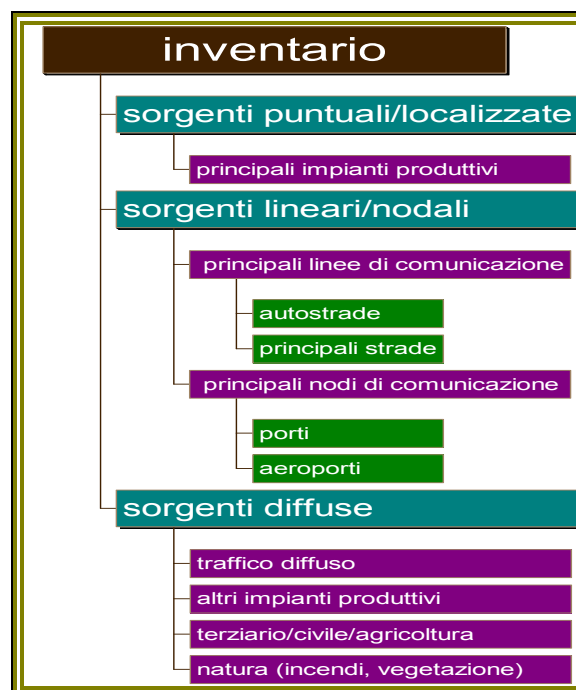 inventario
sorgenti puntuali/localizzate
principali impianti produttivi
sorgenti lineari/nodali
principali linee di comunicazione
autostrade
principali strade
principali nodi di comunicazione
porti
aeroporti
sorgenti diffuse
traffico diffuso
altri impianti produttivi
terziario/civile/agricoltura
natura (incendi, vegetazione)